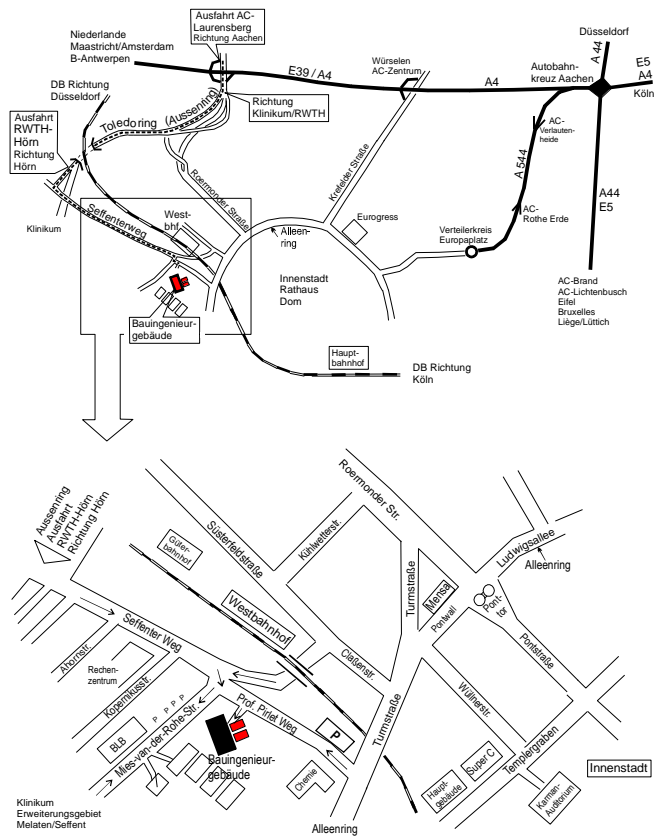 Ausfahrt AC-
Laurensberg
Richtung Aachen
Düsseldorf
Niederlande
Maastricht/Amsterdam
B-Antwerpen
A 44
E5
A4
Köln
E39 / A4
Würselen
AC-Zentrum
A4
Autobahn-
kreuz Aachen
DB Richtung
Düsseldorf
Richtung
Klinikum/RWTH
Ausfahrt
RWTH-
Hörn
Richtung
Hörn
Toledoring (Aussenring)
AC-
Verlauten-
heide
A 544
Krefelder Straße
Roermonder Straße
A44
E5
AC-
Rothe Erde
Klinikum
Seffenterweg
West-
bhf.
Alleen-
ring
Eurogress
Verteilerkreis
Europaplatz
Innenstadt
Rathaus
Dom
AC-Brand
AC-Lichtenbusch
Eifel
Bruxelles
Liège/Lüttich
Bauingenieur-
gebäude
Haupt-
bahnhof
DB Richtung
Köln
Aussenring
Ausfahrt
RWTH-Hörn
Richtung Hörn
Roermonder Str.
Süsterfeldstraße
Kühlwetterstr.
Güter-
bahnhof
Ludwigsallee
Alleenring
Turmstraße
Mensa
Pont-
tor
Pontwall
Westbahnhof
Seffenter Weg
Ahornstr.
Pontstraße
Claßenstr.
Rechen-
zentrum
Kopernikusstr.
Wüllnerstr.
P P P P
Prof. Pirlet Weg
Turmstraße
Mies-van-der-Rohe-Str.
BLB
P
Templergraben
Super C
Bauingenieur-
gebäude
Chemie
Haupt-
gebäude
Innenstadt
Karman-
Auditorium
Klinikum
Erweiterungsgebiet
Melaten/Seffent
Alleenring